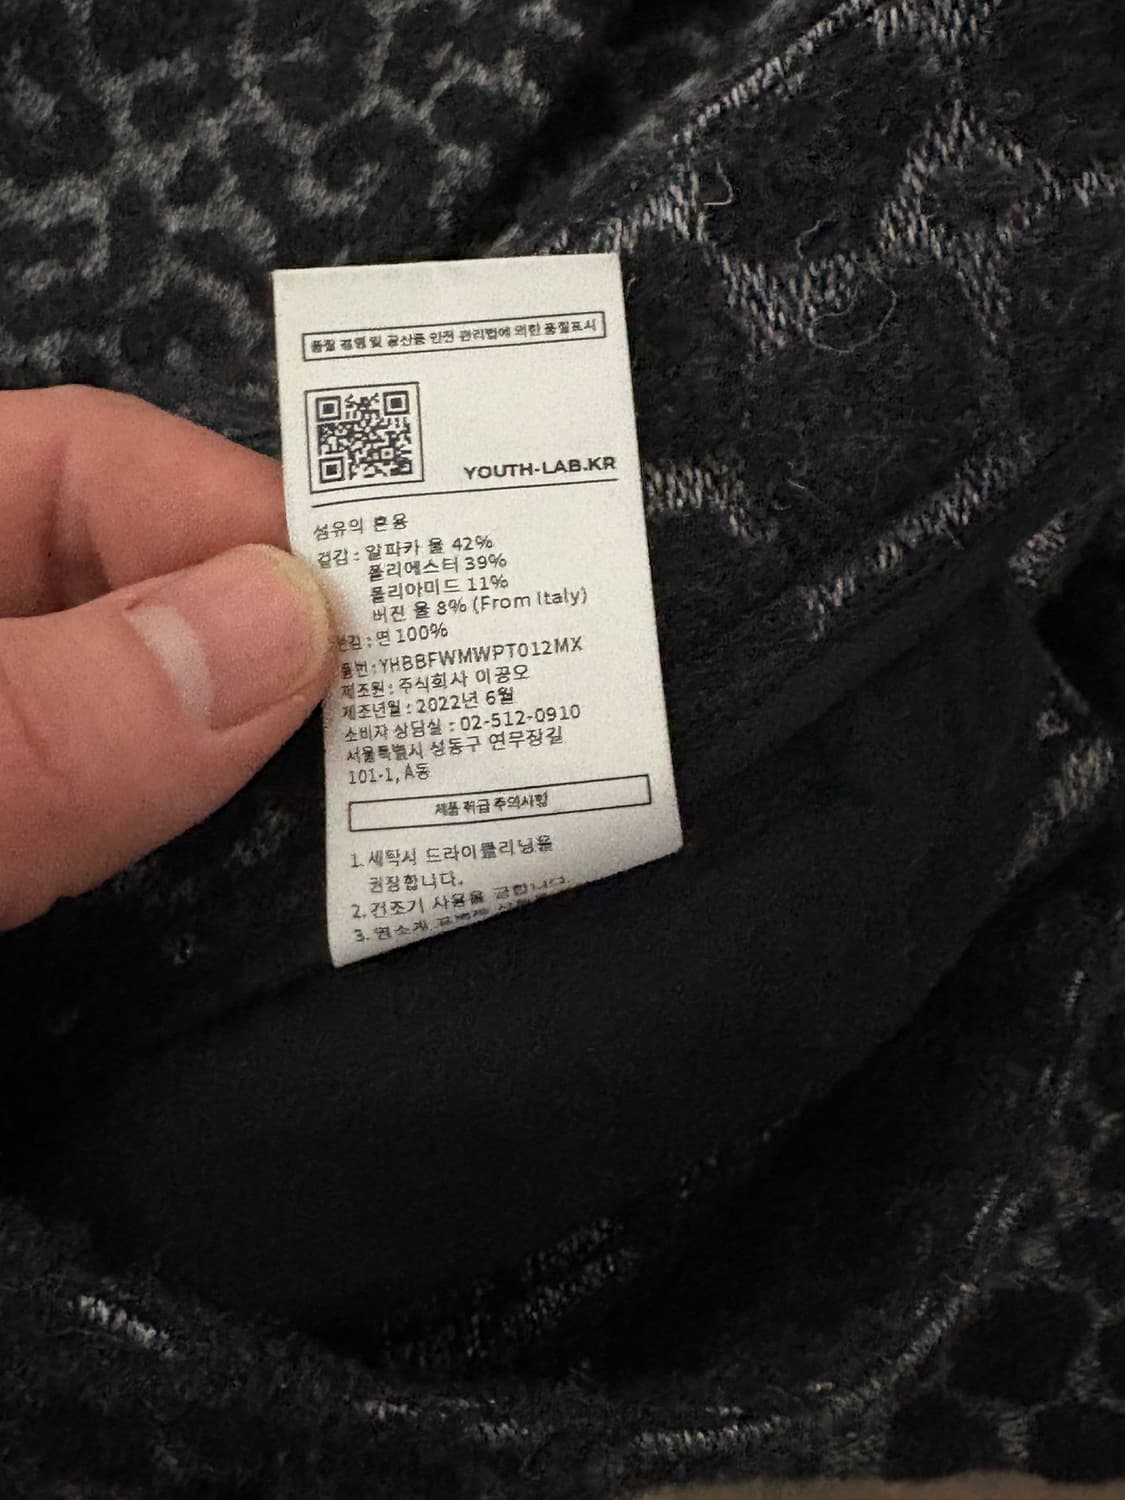 품질 경영 및 공산품 안전 관리법에 의한 품질표시
YOUTH-LAB.KR
섬유의 혼용
겉감 : 알파카 울 42%
폴리에스터 39%
폴리아미드 11%
버진 울 8% (From Italy)
안감 : 면 100%
품번 : YHBBFWMWPT012MX
제조원 : 주식회사 이공오
제조년월 : 2022년 6월
소비자 상담실 : 02-512-0910
서울특별시 성동구 연무장길
101-1, A동
제품 취급 주의사항
1. 세탁시 드라이클리닝을
권장합니다.
2. 건조기 사용을 금합니다.
3.